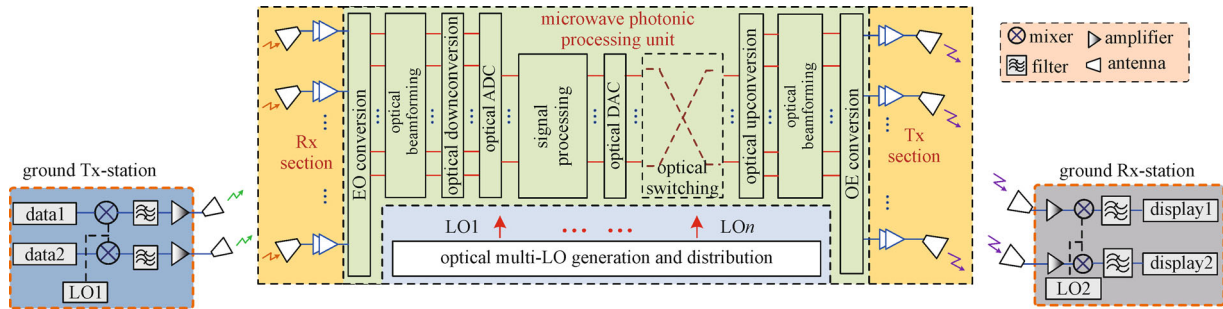 microwave photonic
processing unit
Rx
section
EO conversion
optical
beamforming
optical downconversion
optical ADC
signal
processing
optical DAC
optical
switching
optical upconversion
optical
beamforming
OE conversion
Tx
section
LO1
LOn
optical multi-LO generation and distribution
mixer
amplifier
filter
antenna
ground Tx-station
data1
data2
LO1
ground Rx-station
display1
display2
LO2